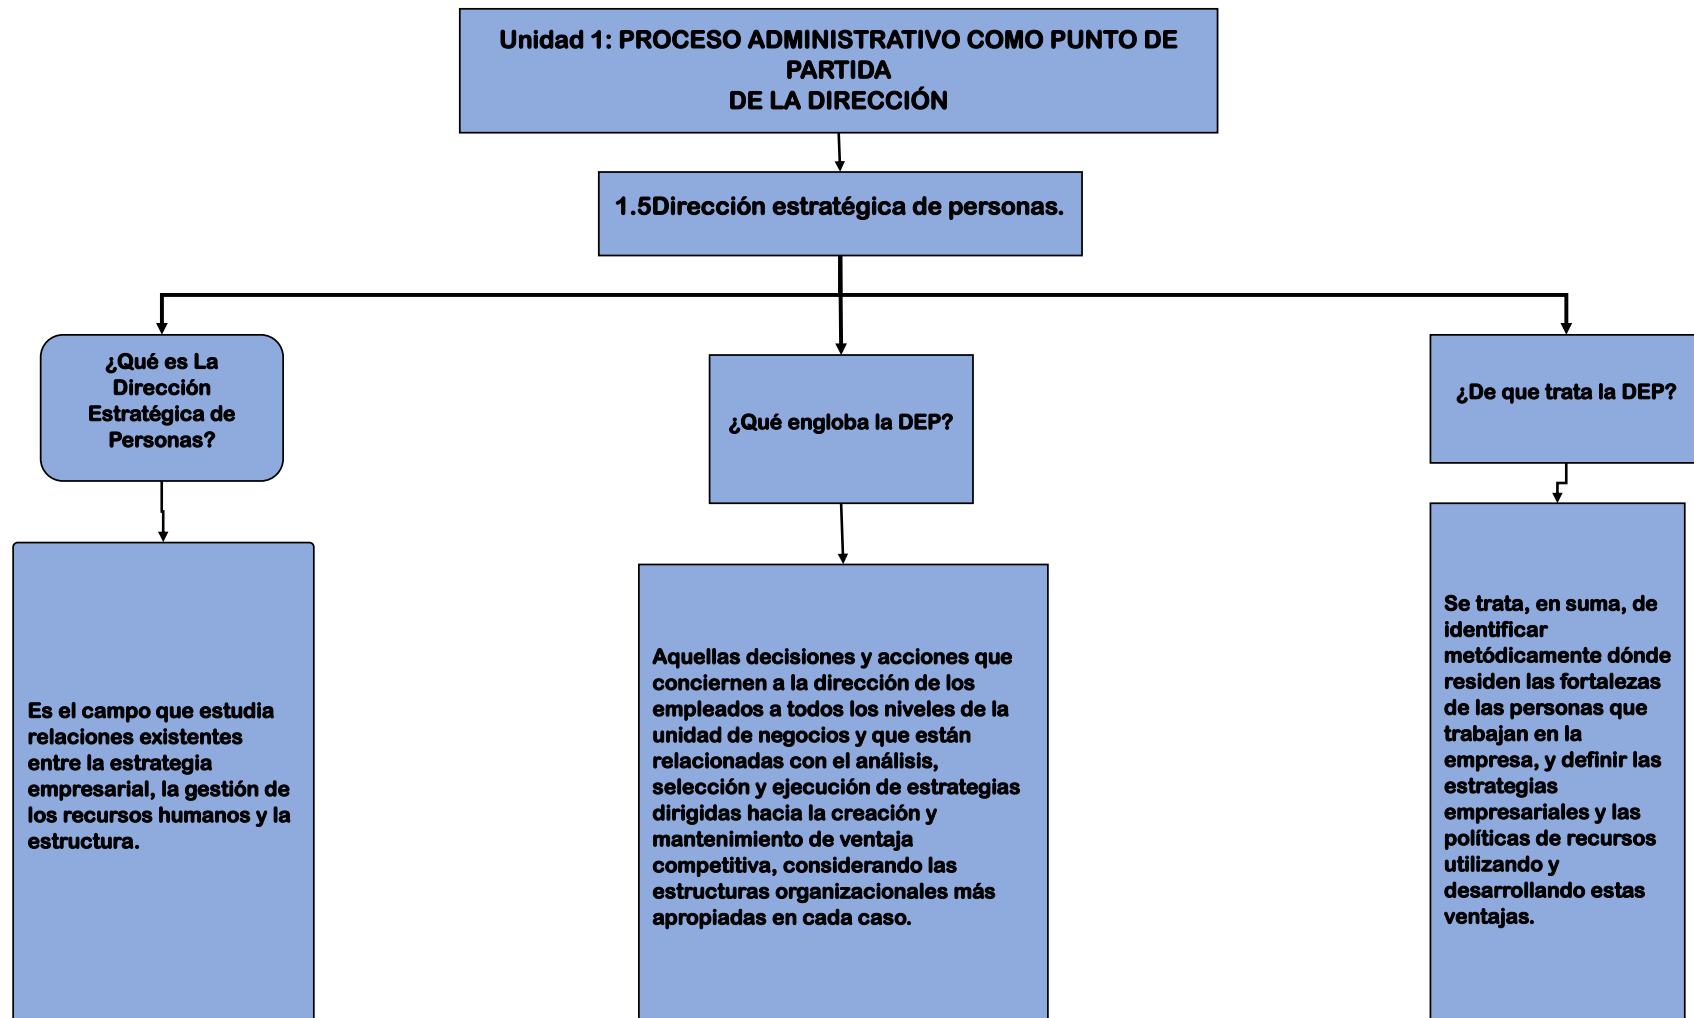 Unidad 1: PROCESO ADMINISTRATIVO COMO PUNTO DE
PARTIDA
DE LA DIRECCIÓN
1.5Dirección estratégica de personas.
¿Qué es La
Dirección
Estratégica de
Personas?
¿Qué engloba la DEP?
¿De que trata la DEP?
Es el campo que estudia
relaciones existentes
entre la estrategia
empresarial, la gestión de
los recursos humanos y la
estructura.
Aquellas decisiones y acciones que
conciernen a la dirección de los
empleados a todos los niveles de la
unidad de negocios y que están
relacionadas con el análisis,
selección y ejecución de estrategias
dirigidas hacia la creación y
mantenimiento de ventaja
competitiva, considerando las
estructuras organizacionales más
apropiadas en cada caso.
Se trata, en suma, de
identificar
metódicamente dónde
residen las fortalezas
de las personas que
trabajan en la
empresa, y definir las
estrategias
empresariales y las
políticas de recursos
utilizando y
desarrollando estas
ventajas.